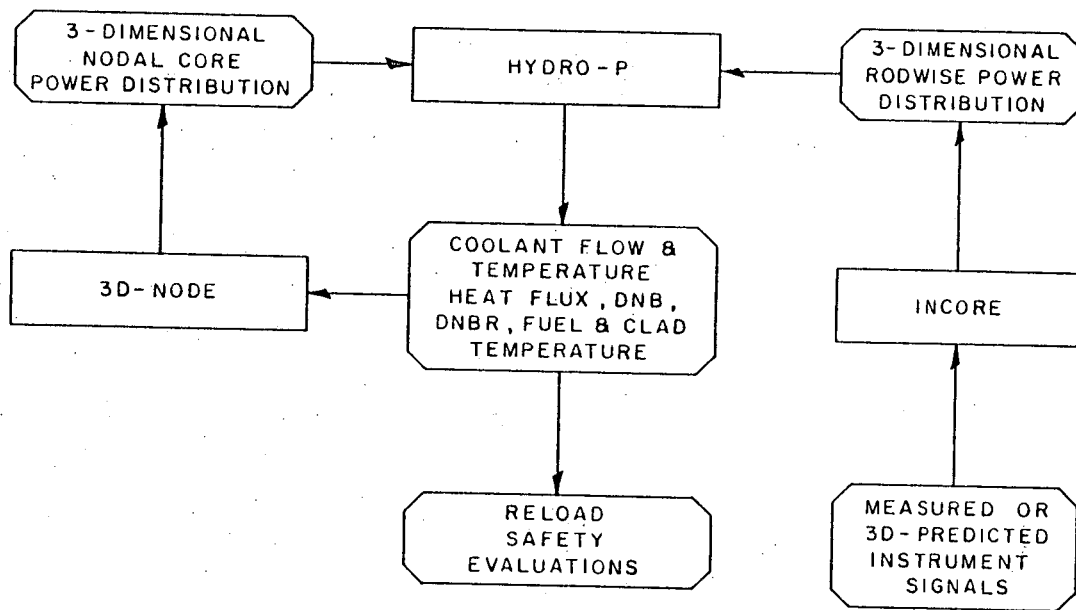 3-DIMENSIONAL
NODAL CORE
POWER DISTRIBUTION
HYDRO-P
3-DIMENSIONAL
RODWISE POWER
DISTRIBUTION
COOLANT FLOW &
TEMPERATURE
HEAT FLUX, DNB,
DNBR, FUEL & CLAD
TEMPERATURE
3D-NODE
INCORE
RELOAD
SAFETY
EVALUATIONS
MEASURED OR
3D-PREDICTED
INSTRUMENT
SIGNALS